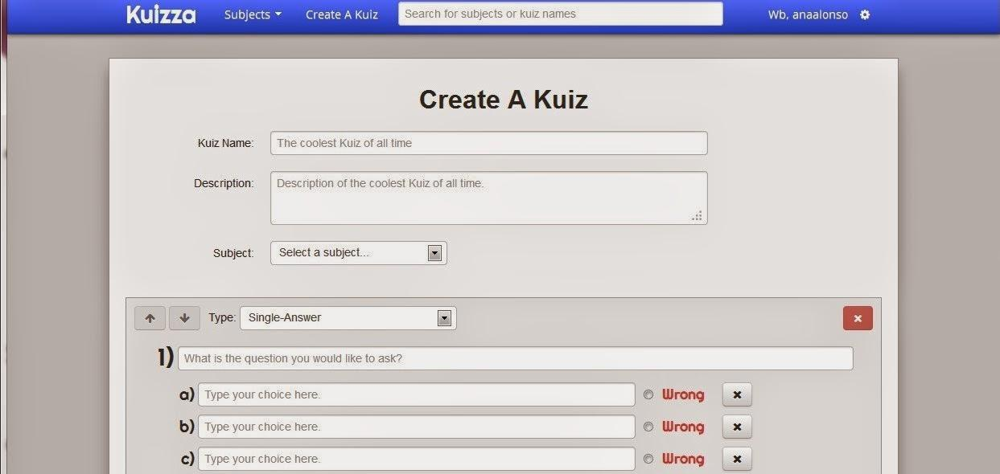 Kuizza Subjects Create A Kuiz Search for subjects or kuiz names Wb, anaalonso
Create A Kuiz
Kuiz Name: The coolest Kuiz of all time
Description: Description of the coolest Kuiz of all time.
Subject: Select a subject...
Type: Single-Answer
1) What is the question you would like to ask?
a) Type your choice here. Wrong
b) Type your choice here. Wrong
c) Type your choice here. Wrong